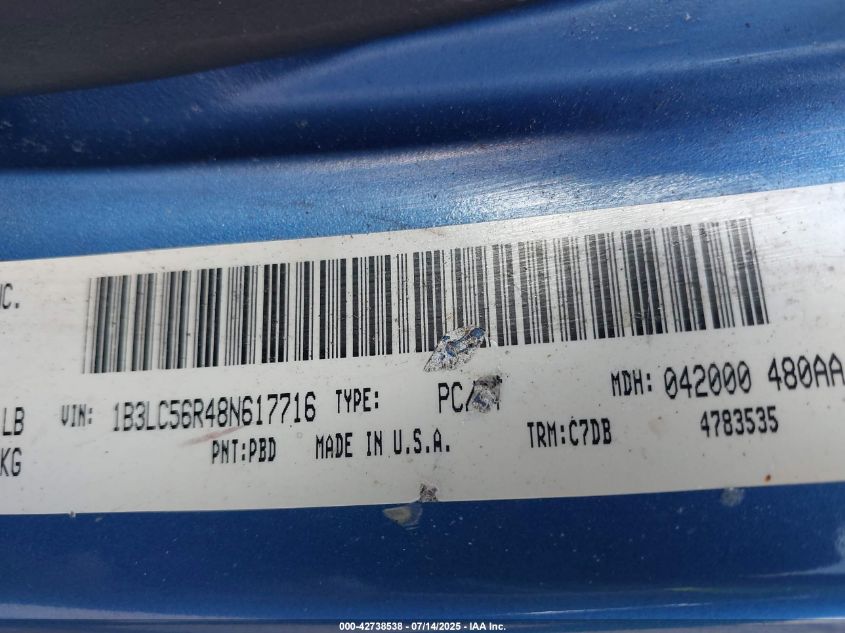 NC.
LB VIN: 1B3LC56R48N617716 TYPE: MDH: 042000 480AA
KG PNT:PBD MADE IN U.S.A. TRM:C7DB 4783535
000-42738538 - 07/14/2025 - IAA Inc.